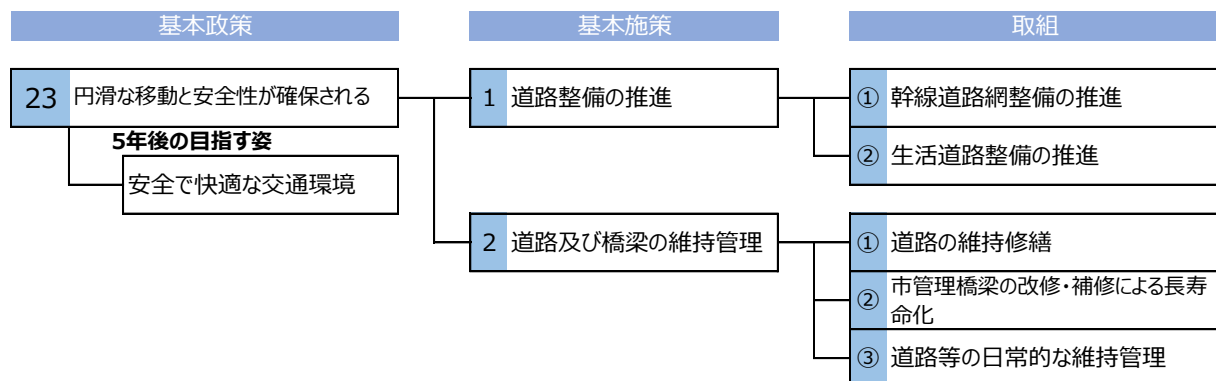 基本政策
基本施策
取組
23 円滑な移動と安全性が確保される
5年後の目指す姿
安全で快適な交通環境
1 道路整備の推進
① 幹線道路網整備の推進
② 生活道路整備の推進
2 道路及び橋梁の維持管理
① 道路の維持修繕
② 市管理橋梁の改修・補修による長寿
命化
③ 道路等の日常的な維持管理